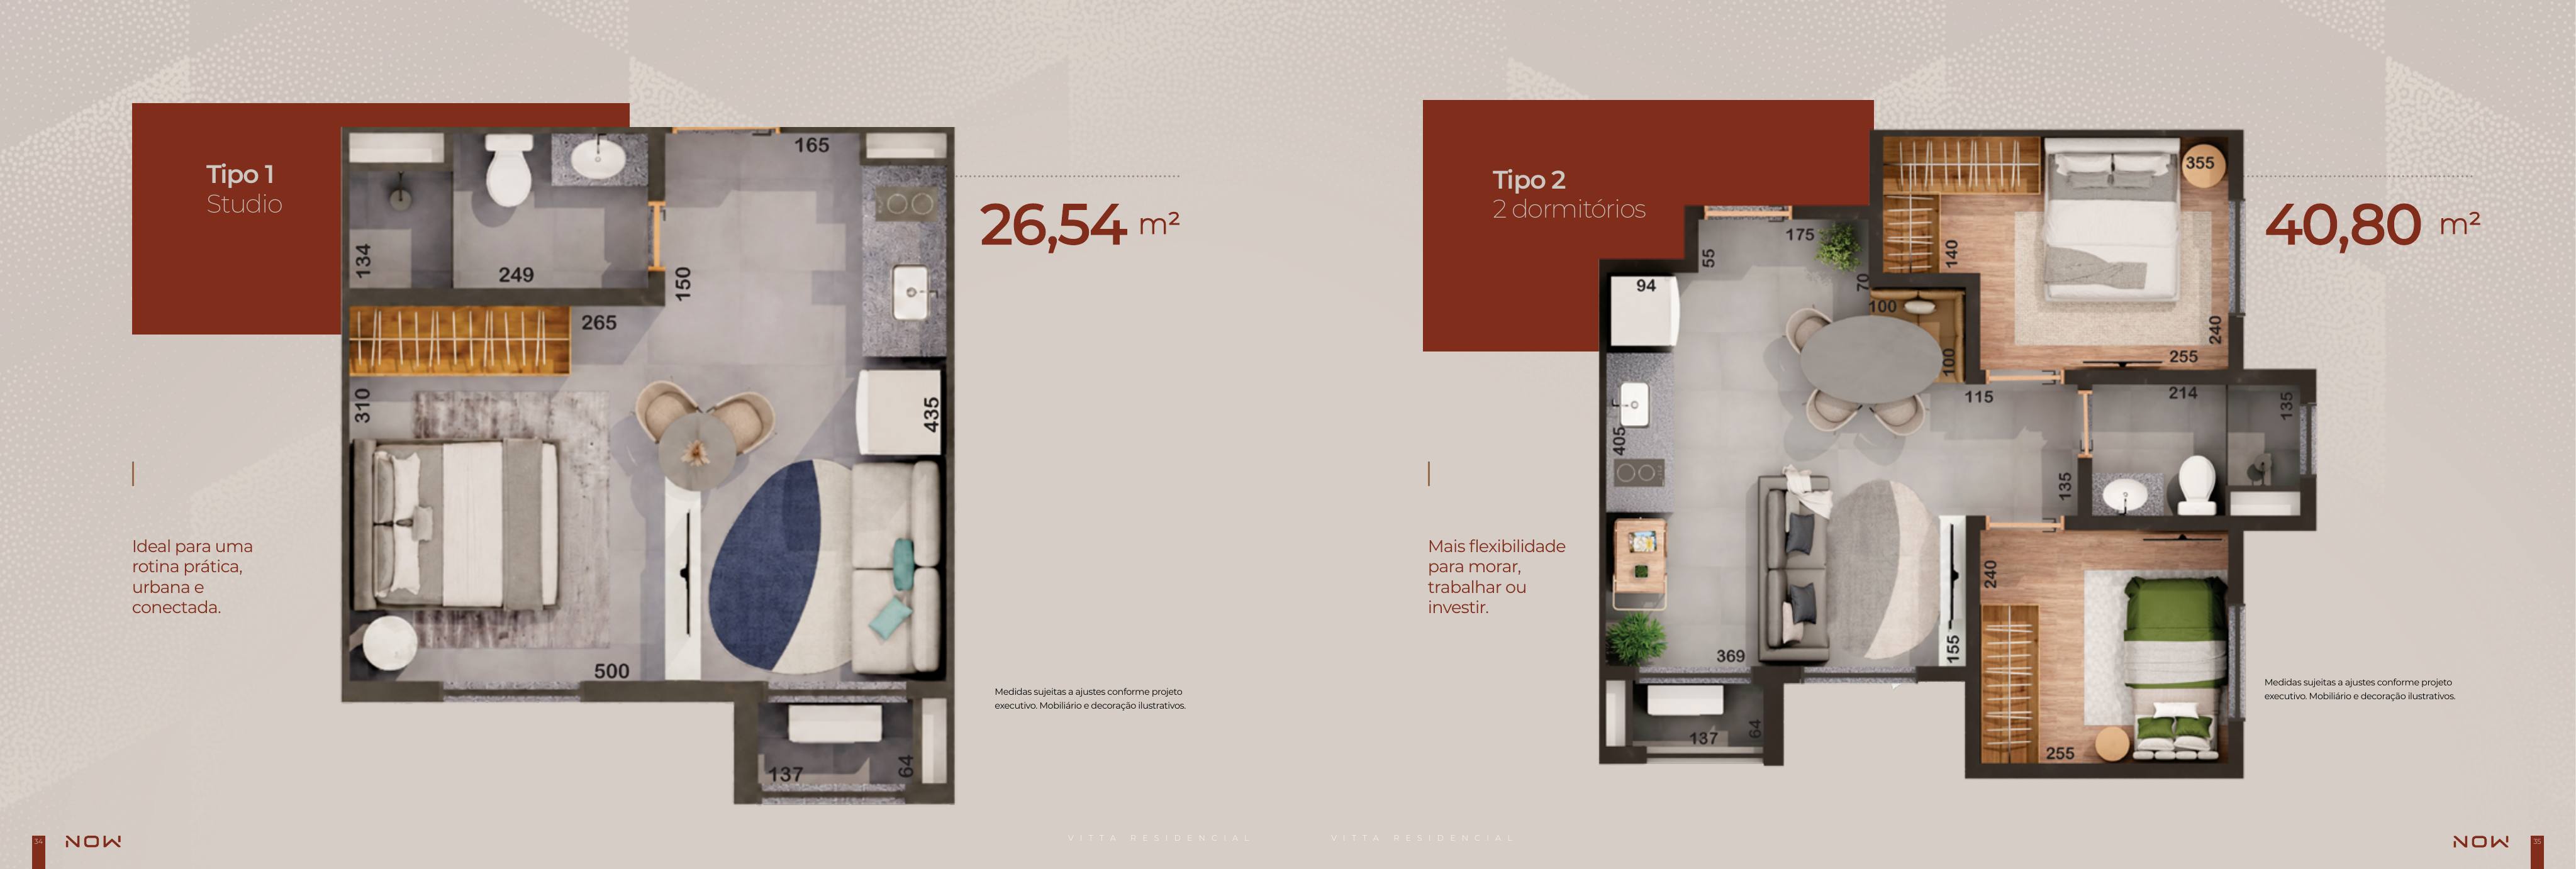 Tipo 1
Studio
165
134
249
150
265
310
435
500
137
64
26,54 m²
Ideal para uma
rotina prática,
urbana e
conectada.
Medidas sujeitas a ajustes conforme projeto
executivo. Mobiliário e decoração ilustrativos.
34
NOW
VITTA RESIDENCIAL
Tipo 2
2 dormitórios
355
175
55
140
70
94
100
240
100
255
115
214
135
405
135
240
155
369
137
64
255
40,80 m²
Mais flexibilidade
para morar,
trabalhar ou
investir.
Medidas sujeitas a ajustes conforme projeto
executivo. Mobiliário e decoração ilustrativos.
VITTA RESIDENCIAL
NOW
35